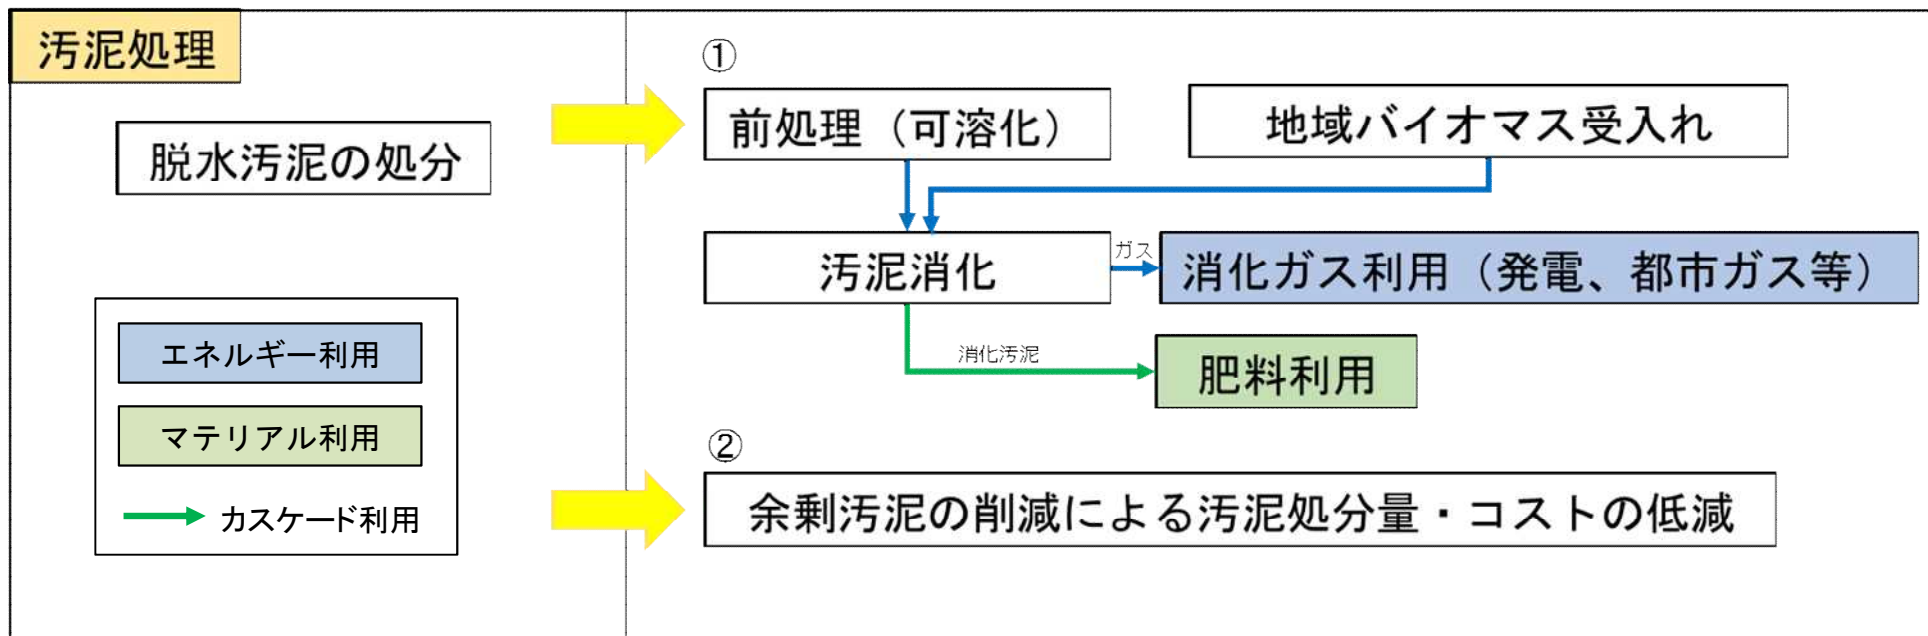 汚泥処理
脱水汚泥の処分
エネルギー利用
マテリアル利用
カスケード利用
①
前処理（可溶化）
地域バイオマス受入れ
汚泥消化
ガス
消化ガス利用（発電、都市ガス等）
消化汚泥
肥料利用
②
余剰汚泥の削減による汚泥処分量・コストの低減